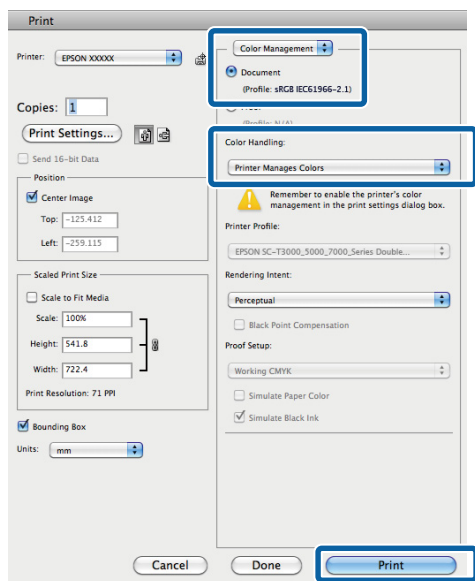 Print
Printer: EPSON XXXXX
Copies: 1
Print Settings...
Send 16-bit Data
Position
Center Image
Top: -125.412
Left: -259.115
Scaled Print Size
Scale to Fit Media
Scale: 100%
Height: 541.8
Width: 722.4
Print Resolution: 71 PPI
Bounding Box
Units: mm
Color Management
Document
(Profile: sRGB IEC61966-2.1)
(Profile: N/A)
Color Handling:
Printer Manages Colors
Remember to enable the printer's color
management in the print settings dialog box.
Printer Profile:
EPSON SC-T3000_5000_7000_Series Double...
Rendering Intent:
Perceptual
Black Point Compensation
Proof Setup:
Working CMYK
Simulate Paper Color
Simulate Black Ink
Cancel
Done
Print